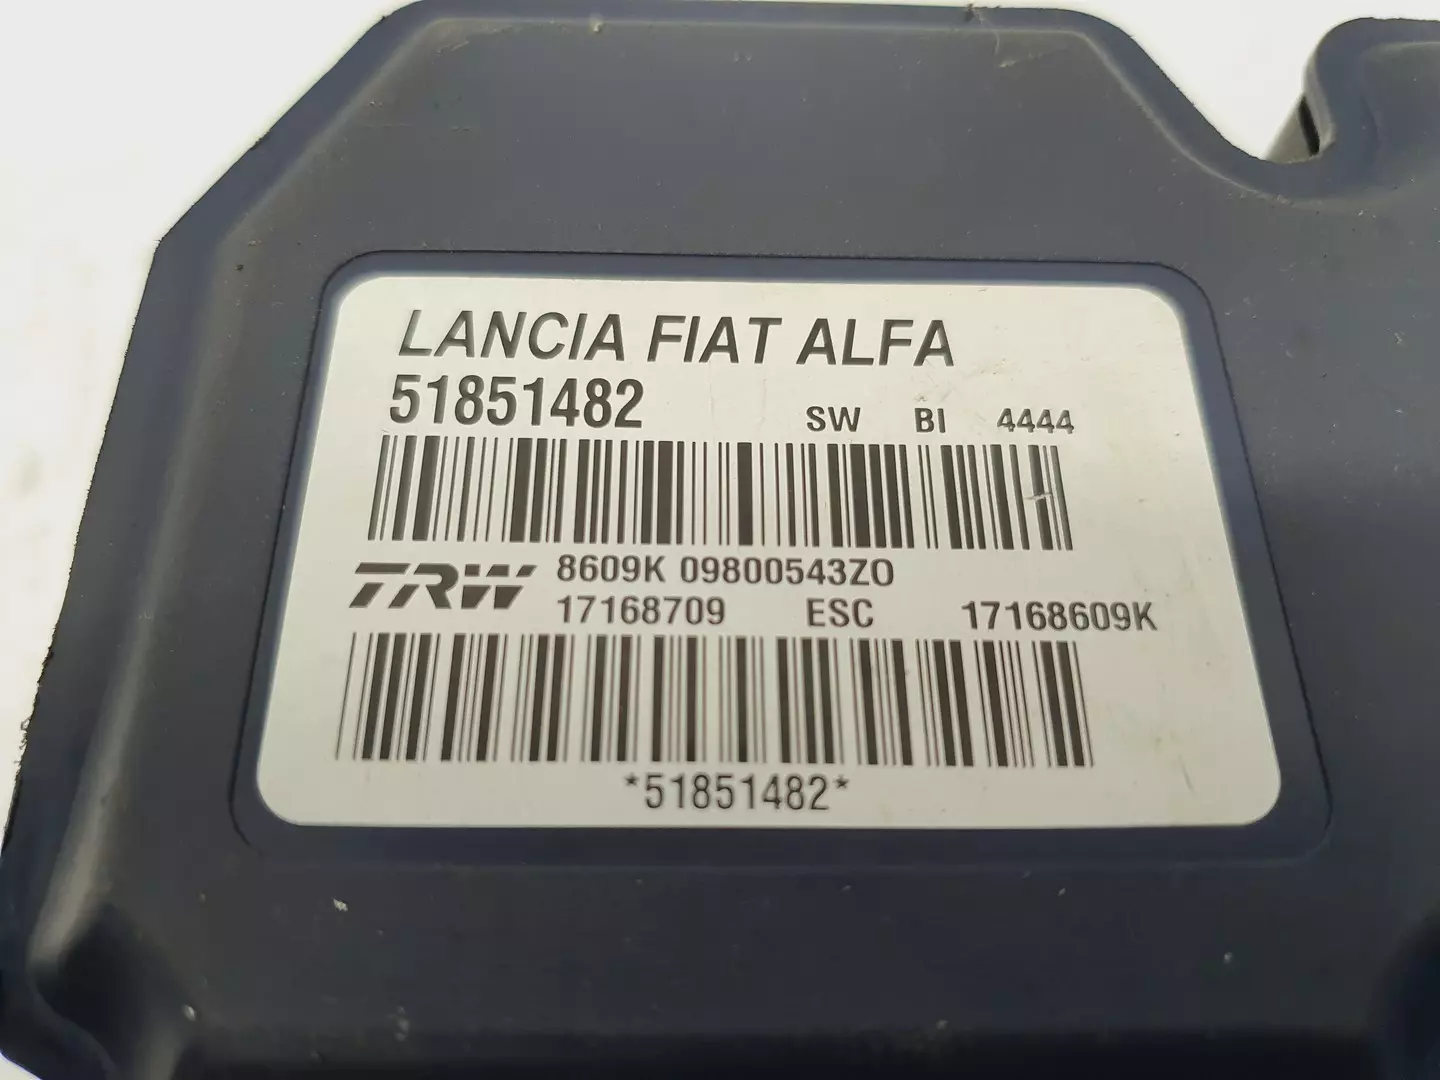 LANCIA FIAT ALFA
51851482 SW BI 4444
TRW 8609K 09800543ZO
17168709 ESC 17168609K
*51851482*